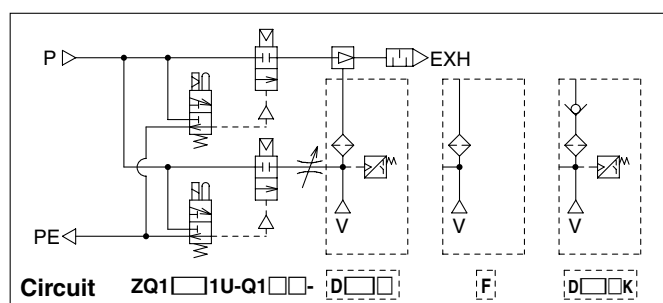 P
EXH
PE
V
V
V
Circuit ZQ1□1U-Q1□□- D□□ F D□□K